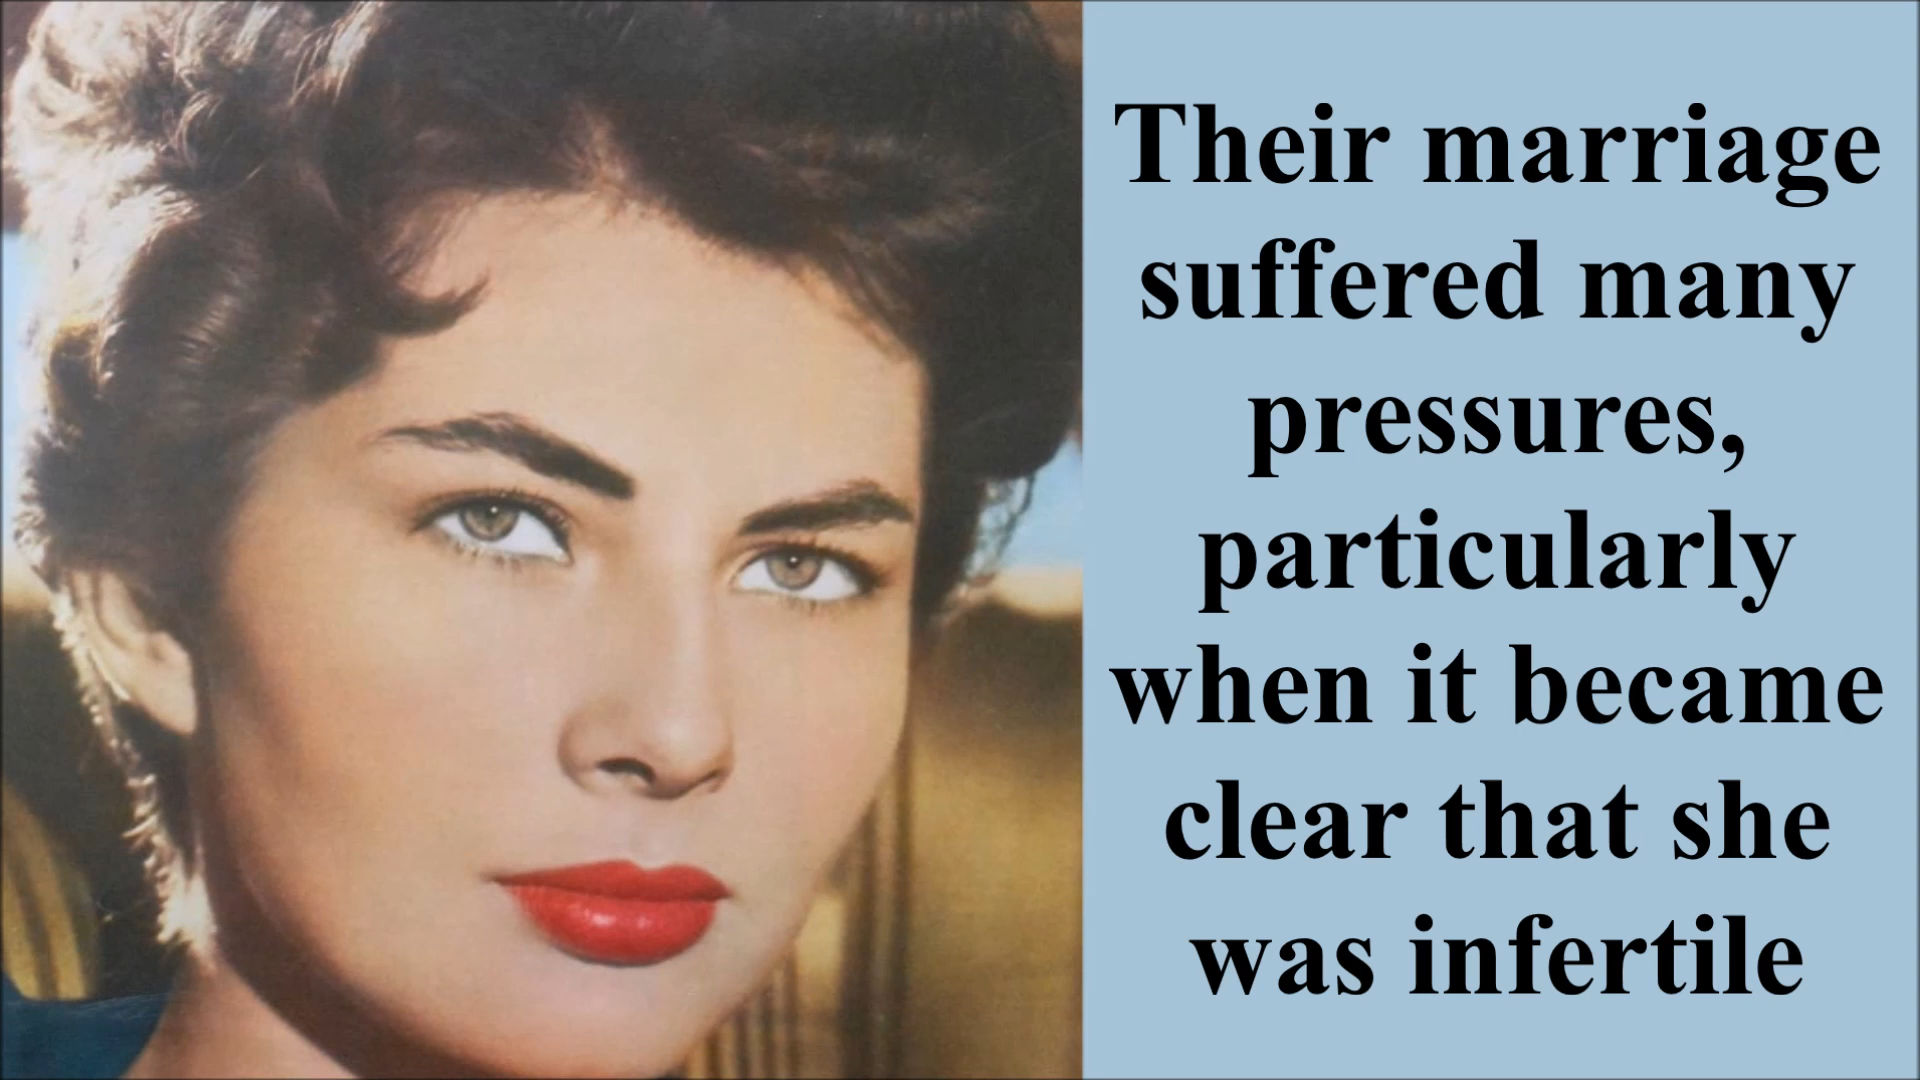 Their marriage
suffered many
pressures,
particularly
when it became
clear that she
was infertile